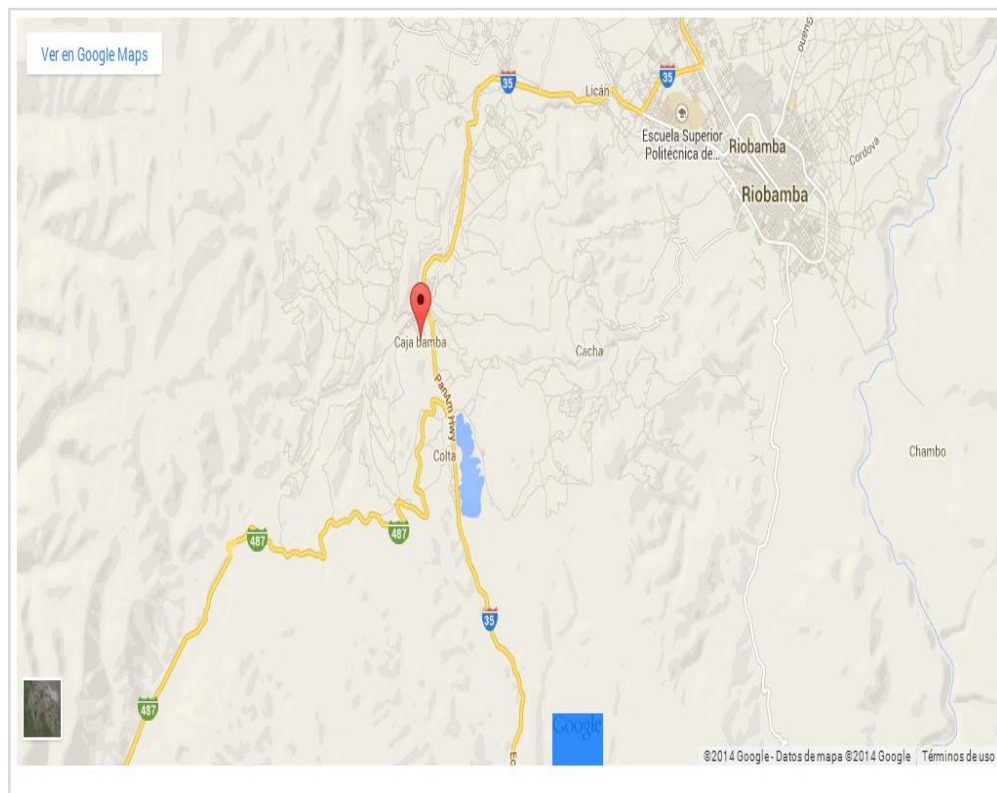 Ver en Google Maps
35
Licán
35
Escuela Superior
Politécnica de...
Riobamba
Riobamba
Cordova
Caja bamba
Cacha
PanAm Hwy
Colta
Chambo
487
487
35
487
Google
©2014 Google - Datos de mapa ©2014 Google
Términos de uso